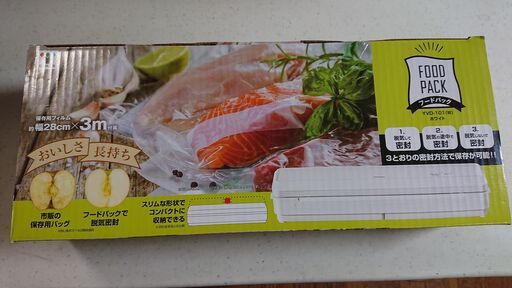 保存用フィルム
約幅28cm×3m付属
おいしさ長持ち
市販の
保存用バッグ
フードパックで
脱気密封
スリムな形状で
コンパクトに
収納できる
FOOD
PACK
フードパック
YVD-101(W)
ホワイト
1.
脱気して
密封
2.
脱気の途中で
密封
3.
脱気しないで
密封
3とおりの密封方法で保存が可能!!